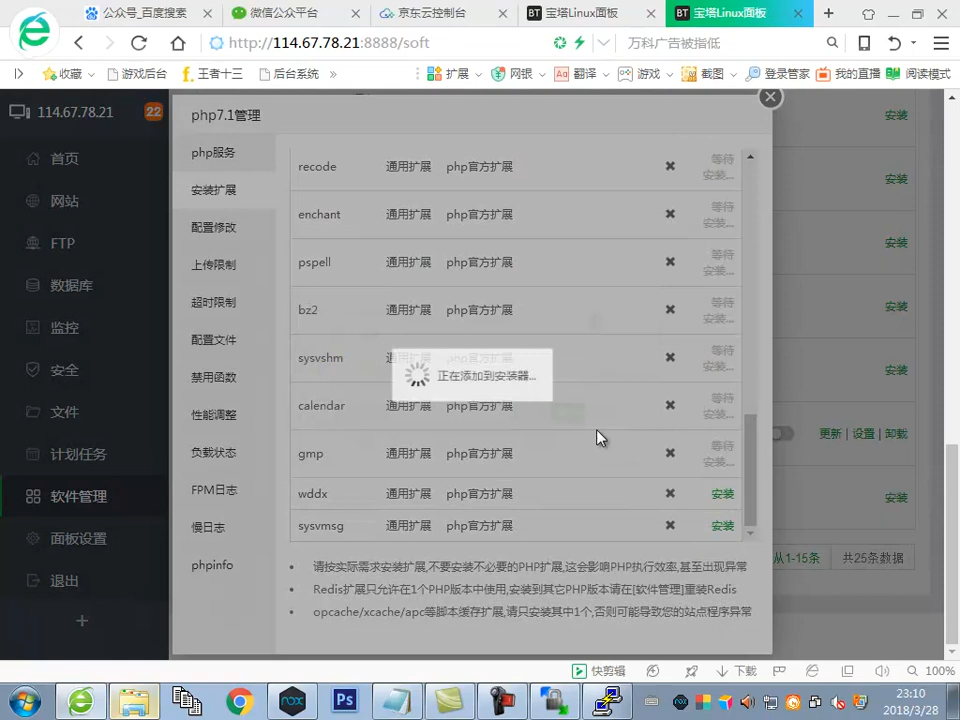 公众号_百度搜索
微信公众平台
京东云控制台
宝塔Linux面板
宝塔Linux面板
http://114.67.78.21:8888/soft
万科广告被指低
收藏
游戏后台
王者十三
后台系统
扩展
网银
翻译
游戏
截图
登录管家
我的直播
阅读模式
114.67.78.21
22
首页
网站
FTP
数据库
监控
安全
文件
计划任务
软件管理
面板设置
退出
php7.1管理
php服务
安装扩展
配置修改
上传限制
超时限制
配置文件
禁用函数
性能调整
负载状态
FPM日志
慢日志
phpinfo
recode 通用扩展 php官方扩展 等待
安装...
enchant 通用扩展 php官方扩展 等待
安装...
pspell 通用扩展 php官方扩展 等待
安装...
bz2 通用扩展 php官方扩展 等待
安装...
sysvshm 通用扩展 php官方扩展 等待
安装...
正在添加到安装器...
calendar 通用扩展 php官方扩展 等待
安装...
gmp 通用扩展 php官方扩展 等待
安装...
wddx 通用扩展 php官方扩展 安装
sysvmsg 通用扩展 php官方扩展 安装
请按实际需求安装扩展,不要安装不必要的PHP扩展,这会影响PHP执行效率,甚至出现异常
Redis扩展只允许在1个PHP版本中使用,安装到其它PHP版本请在[软件管理]重装Redis
opcache/xcache/apc等脚本缓存扩展,请只安装其中1个,否则可能导致您的站点程序异常
安装
安装
安装
安装
安装
更新 | 设置 | 卸载
安装
从1-15条
共25条数据
快剪辑
下载
100%
23:10
2018/3/28